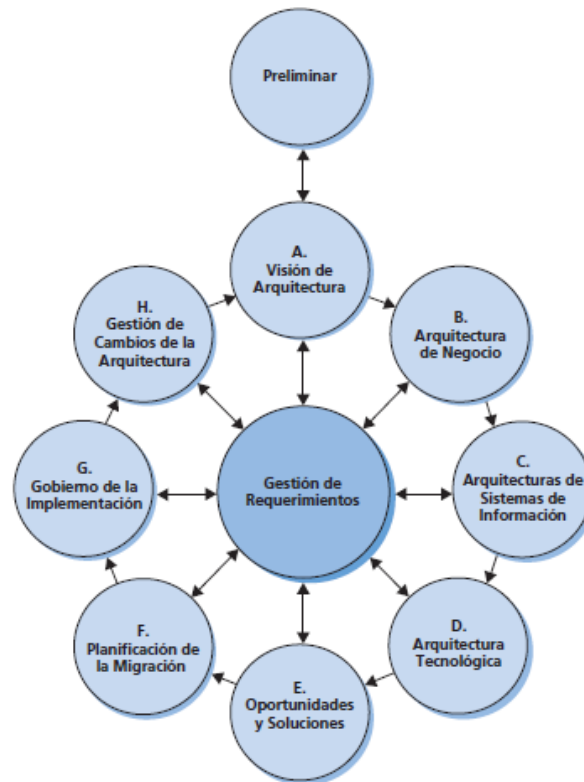 Preliminar
A.
Visión de
Arquitectura
B.
Arquitectura
de Negocio
C.
Arquitecturas de
Sistemas de
Información
D.
Arquitectura
Tecnológica
E.
Oportunidades
y Soluciones
F.
Planificación de
la Migración
G.
Gobierno de la
Implementación
H.
Gestión de
Cambios de la
Arquitectura
Gestión de
Requerimientos